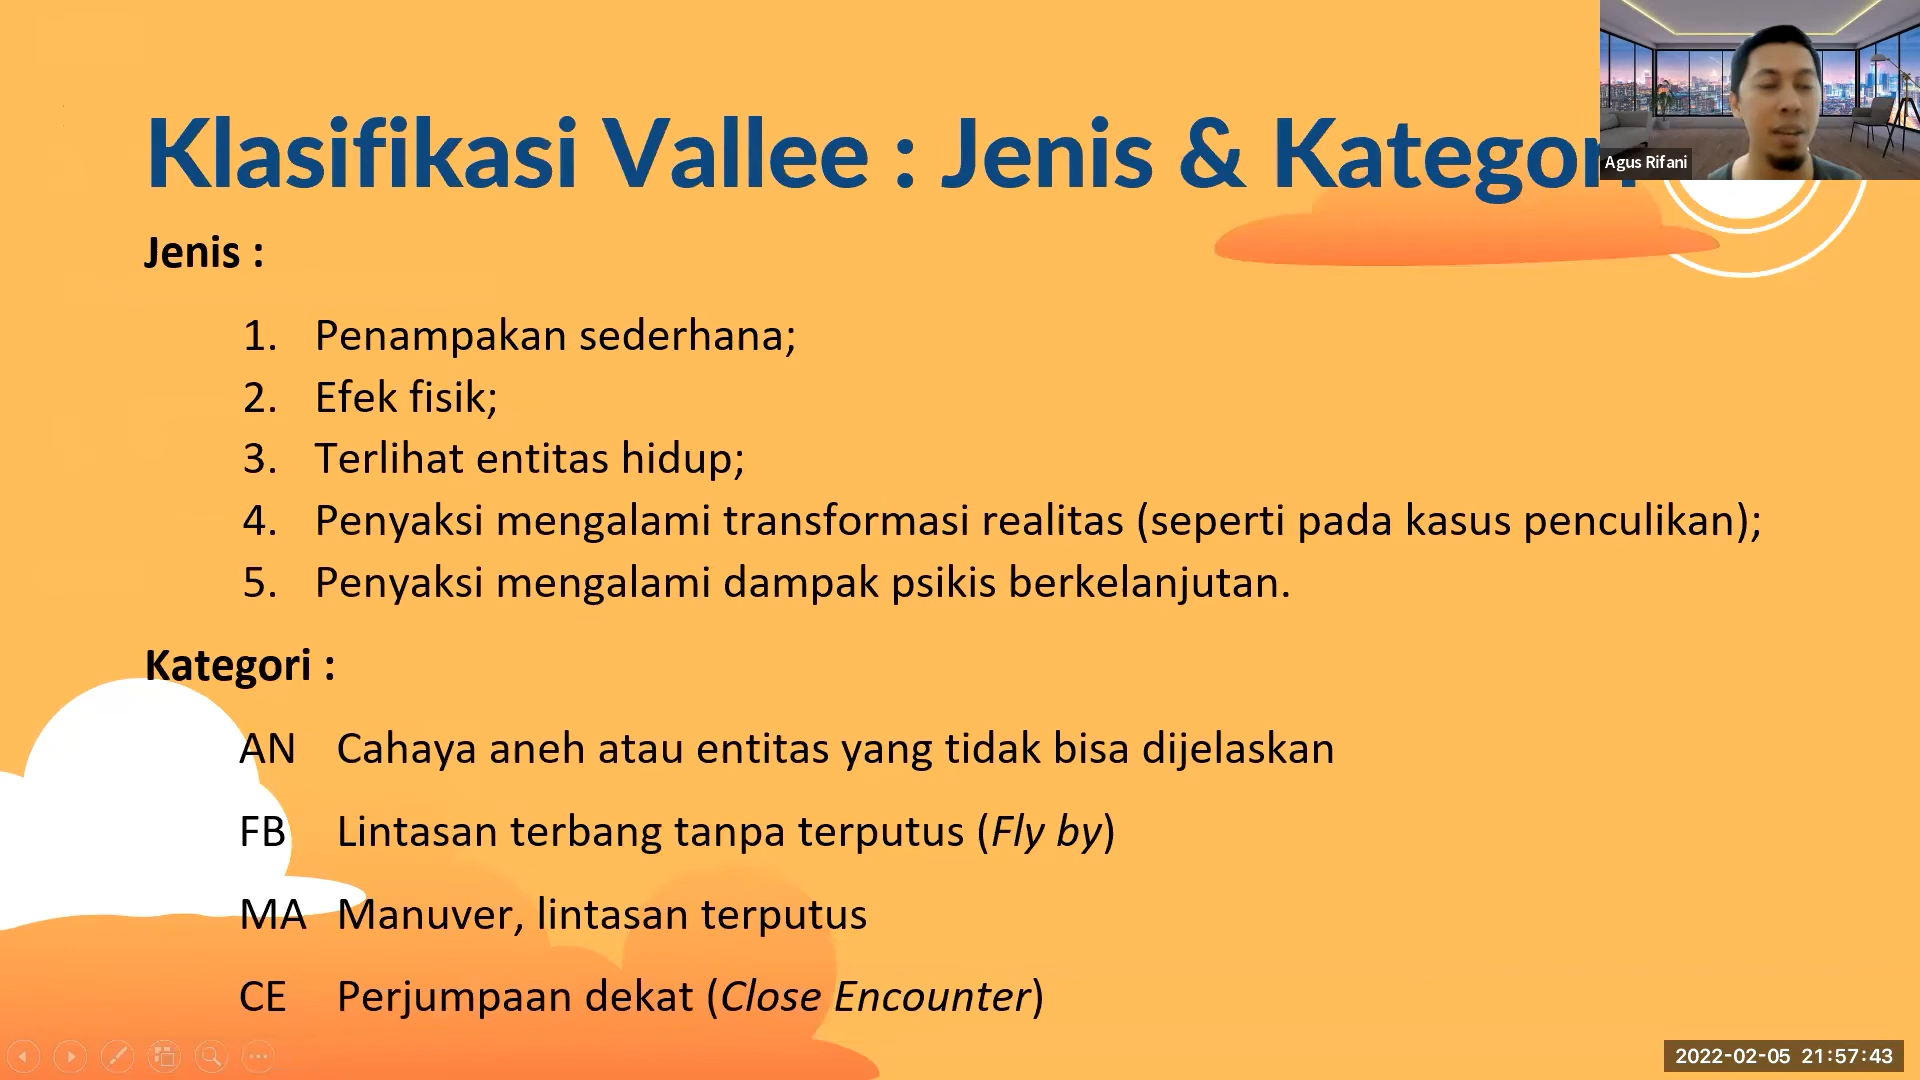 Klasifikasi Vallee : Jenis & Kategori
Agus Rifani
Jenis :
1. Penampakan sederhana;
2. Efek fisik;
3. Terlihat entitas hidup;
4. Penyaksi mengalami transformasi realitas (seperti pada kasus penculikan);
5. Penyaksi mengalami dampak psikis berkelanjutan.
Kategori :
AN Cahaya aneh atau entitas yang tidak bisa dijelaskan
FB Lintasan terbang tanpa terputus (Fly by)
MA Manuver, lintasan terputus
CE Perjumpaan dekat (Close Encounter)
2022-02-05 21:57:43